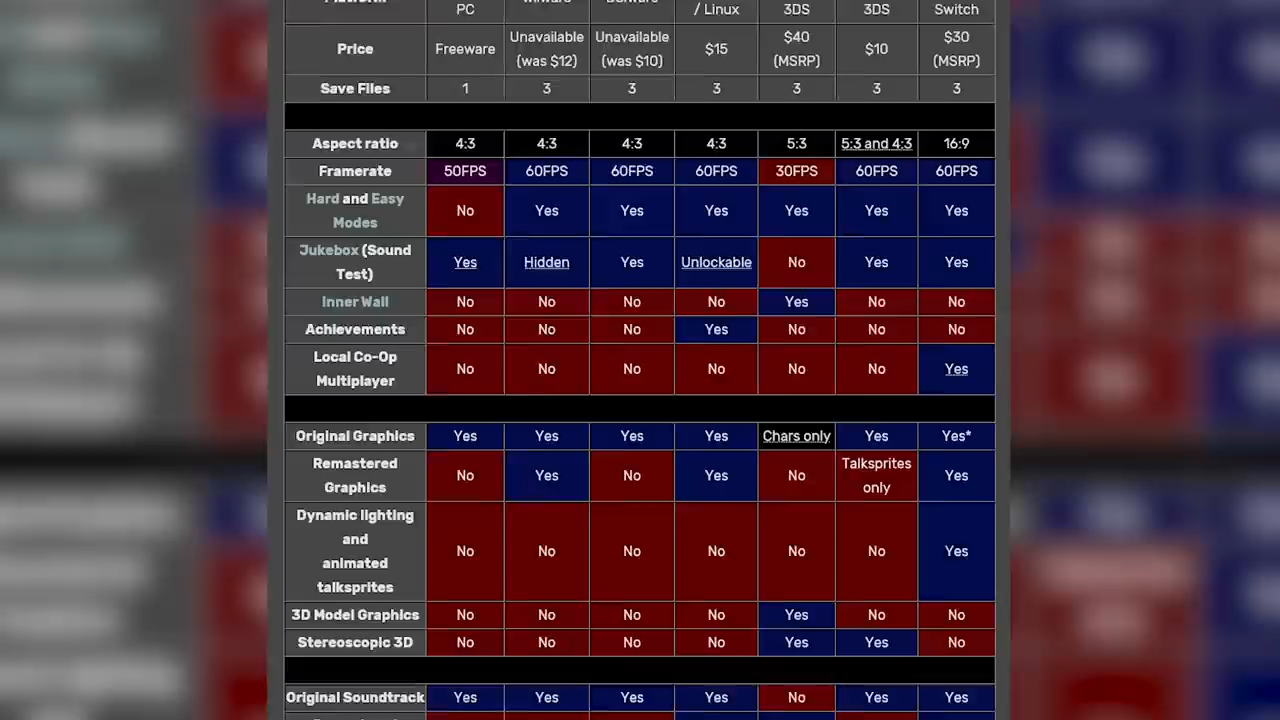 PC / Linux 3DS 3DS Switch
Price Freeware Unavailable (was $12) Unavailable (was $10) $15 $40 (MSRP) $10 $30 (MSRP)
Save Files 1 3 3 3 3 3 3
Aspect ratio 4:3 4:3 4:3 4:3 5:3 5:3 and 4:3 16:9
Framerate 50FPS 60FPS 60FPS 60FPS 30FPS 60FPS 60FPS
Hard and Easy Modes No Yes Yes Yes Yes Yes Yes
Jukebox (Sound Test) Yes Hidden Yes Unlockable No Yes Yes
Inner Wall No No No No Yes No No
Achievements No No No Yes No No No
Local Co-Op Multiplayer No No No No No No Yes
Original Graphics Yes Yes Yes Yes Chars only Yes Yes*
Remastered Graphics No Yes No Yes No Talksprites only Yes
Dynamic lighting and animated talksprites No No No No No No Yes
3D Model Graphics No No No No Yes No No
Stereoscopic 3D No No No No Yes Yes No
Original Soundtrack Yes Yes Yes Yes No Yes Yes